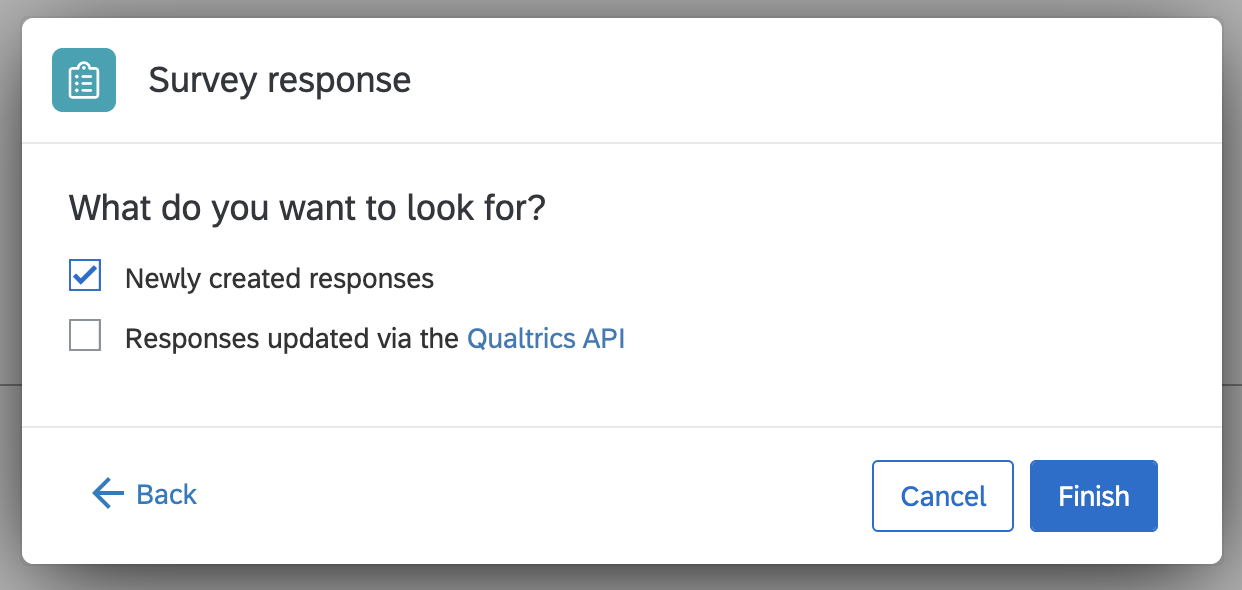 Survey response
What do you want to look for?
Newly created responses
Responses updated via the Qualtrics API
Back
Cancel
Finish